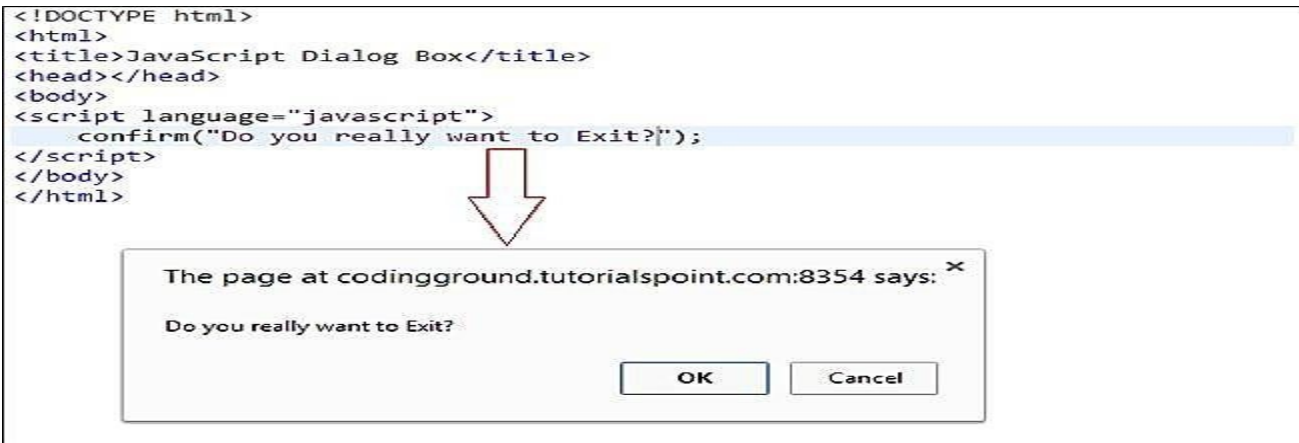 <!DOCTYPE html>
<html>
<title>JavaScript Dialog Box</title>
<head></head>
<body>
<script language="javascript">
    confirm("Do you really want to Exit?");
</script>
</body>
</html>
The page at codingground.tutorialspoint.com:8354 says: ×
Do you really want to Exit?
OK Cancel